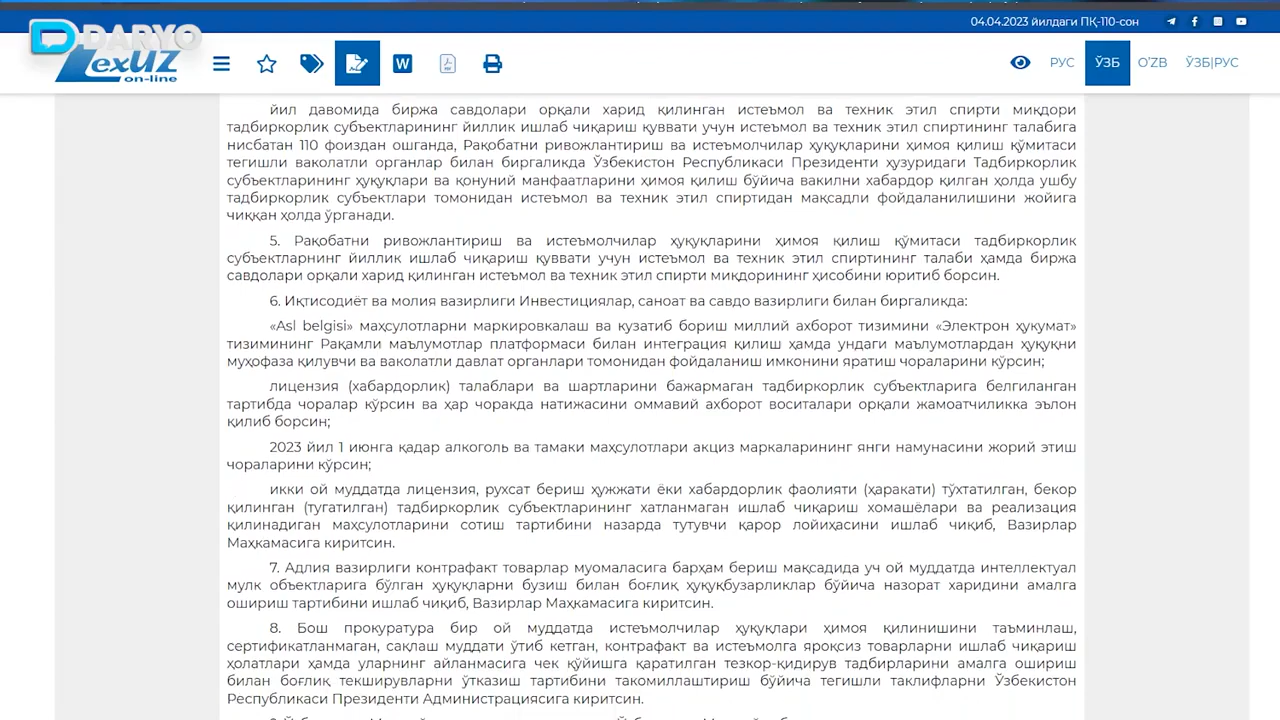 04.04.2023 йилдаги ПҚ-110-сон
DARYO
LexUZ
on-line
РУС ЎЗБ O'ZB ЎЗБ|РУС
йил давомида биржа савдолари орқали харид қилинган истеъмол ва техник этил спирти миқдори
тадбиркорлик субъектларининг йиллик ишлаб чиқариш қуввати учун истеъмол ва техник этил спиртининг талабига
нисбатан 110 фоиздан ошганда, Рақобатни ривожлантириш ва истеъмолчилар ҳуқуқларини ҳимоя қилиш қўмитаси
тегишли ваколатли органлар билан биргаликда Ўзбекистон Республикаси Президенти ҳузуридаги Тадбиркорлик
субъектларининг ҳуқуқлари ва қонуний манфаатларини ҳимоя қилиш бўйича вакилни хабардор қилган ҳолда ушбу
тадбиркорлик субъектлари томонидан истеъмол ва техник этил спиртидан мақсадли фойдаланилишини жойига
чиққан ҳолда ўрганади.
5. Рақобатни ривожлантириш ва истеъмолчилар ҳуқуқларини ҳимоя қилиш қўмитаси тадбиркорлик
субъектларнинг йиллик ишлаб чиқариш қуввати учун истеъмол ва техник этил спиртининг талаби ҳамда биржа
савдолари орқали харид қилинган истеъмол ва техник этил спирти миқдорининг ҳисобини юритиб борсин.
6. Иқтисодиёт ва молия вазирлиги Инвестициялар, саноат ва савдо вазирлиги билан биргаликда:
«Asl belgisi» маҳсулотларни маркировкалаш ва кузатиб бориш миллий ахборот тизимини «Электрон ҳукумат»
тизимининг Рақамли маълумотлар платформаси билан интеграция қилиш ҳамда ундаги маълумотлардан ҳуқуқни
муҳофаза қилувчи ва ваколатли давлат органлари томонидан фойдаланиш имконини яратиш чораларини кўрсин;
лицензия (хабардорлик) талаблари ва шартларини бажармаган тадбиркорлик субъектларига белгиланган
тартибда чоралар кўрсин ва ҳар чоракда натижасини оммавий ахборот воситалари орқали жамоатчиликка эълон
қилиб борсин;
2023 йил 1 июнга қадар алкоголь ва тамаки маҳсулотлари акциз маркаларининг янги намунасини жорий этиш
чораларини кўрсин;
икки ой муддатда лицензия, рухсат бериш ҳужжати ёки хабардорлик фаолияти (ҳаракати) тўхтатилган, бекор
қилинган (тугатилган) тадбиркорлик субъектларининг хатланмаган ишлаб чиқариш хомашёлари ва реализация
қилинадиган маҳсулотларини сотиш тартибини назарда тутувчи қарор лойиҳасини ишлаб чиқиб, Вазирлар
Маҳкамасига киритсин.
7. Адлия вазирлиги контрафакт товарлар муомаласига барҳам бериш мақсадида уч ой муддатда интеллектуал
мулк объектларига бўлган ҳуқуқларни бузиш билан боғлиқ ҳуқуқбузарликлар бўйича назорат харидини амалга
ошириш тартибини ишлаб чиқиб, Вазирлар Маҳкамасига киритсин.
8. Бош прокуратура бир ой муддатда истеъмолчилар ҳуқуқлари ҳимоя қилинишини таъминлаш,
сертификатланмаган, сақлаш муддати ўтиб кетган, контрафакт ва истеъмолга яроқсиз товарларни ишлаб чиқариш
ҳолатлари ҳамда уларнинг айланмасига чек қўйишга қаратилган тезкор-қидирув тадбирларини амалга ошириш
билан боғлиқ текширувларни ўтказиш тартибини такомиллаштириш бўйича тегишли таклифларни Ўзбекистон
Республикаси Президенти Администрациясига киритсин.